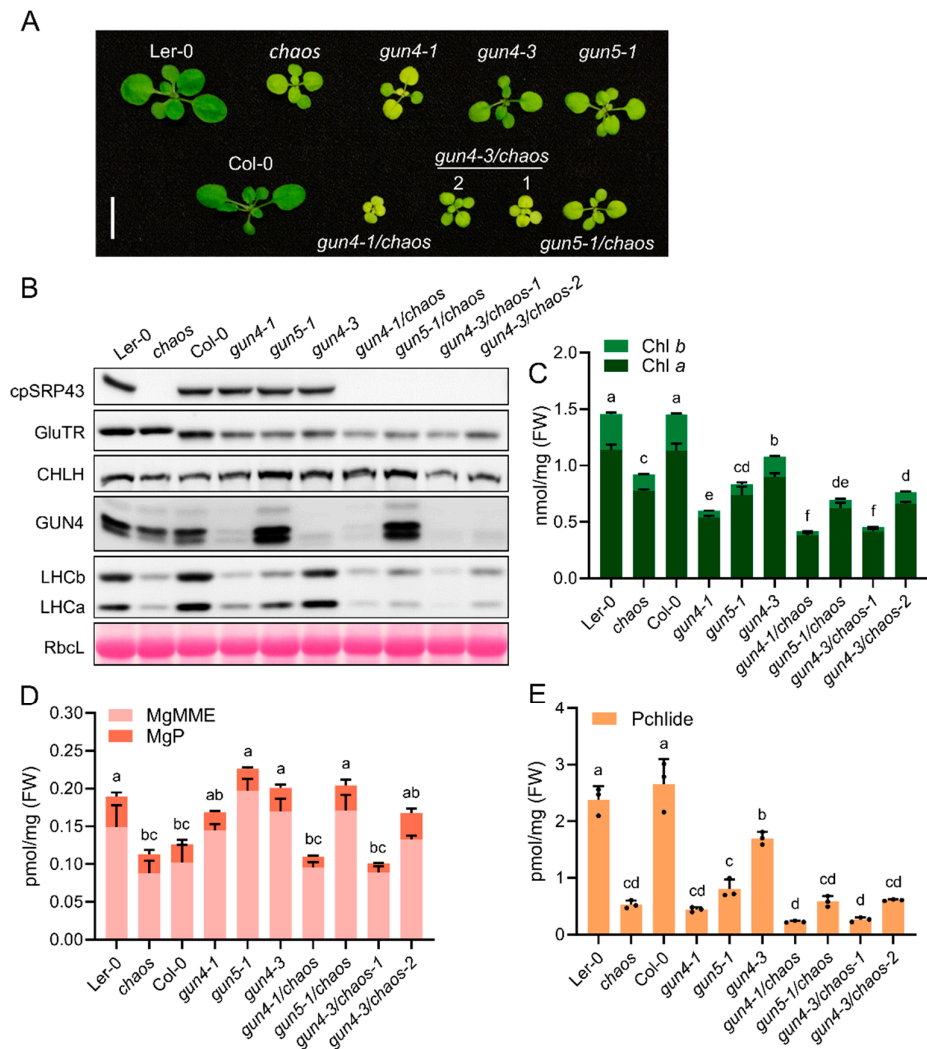 A
Ler-0 chaos gun4-1 gun4-3 gun5-1
Col-0 gun4-3/chaos
2 1
gun4-1/chaos gun5-1/chaos
B
Ler-0 chaos Col-0 gun4-1 gun5-1 gun4-3 gun4-1/chaos gun5-1/chaos gun4-3/chaos-1 gun4-3/chaos-2
cpSRP43
GluTR
CHLH
GUN4
LHCb
LHCa
RbcL
C
Chl b
Chl a
nmol/mg (FW)
1.5
1.0
0.5
0.0
a c a e cd b f de f d
Ler-0 chaos Col-0 gun4-1 gun5-1 gun4-3 gun4-1/chaos gun5-1/chaos gun4-3/chaos-1 gun4-3/chaos-2
D
MgMME
MgP
pmol/mg (FW)
0.30
0.25
0.20
0.15
0.10
0.05
0.00
a bc bc ab a a bc a bc ab
Ler-0 chaos Col-0 gun4-1 gun5-1 gun4-3 gun4-1/chaos gun5-1/chaos gun4-3/chaos-1 gun4-3/chaos-2
E
Pchlide
pmol/mg (FW)
4
3
2
1
0
a cd a cd c b d cd d cd
Ler-0 chaos Col-0 gun4-1 gun5-1 gun4-3 gun4-1/chaos gun5-1/chaos gun4-3/chaos-1 gun4-3/chaos-2